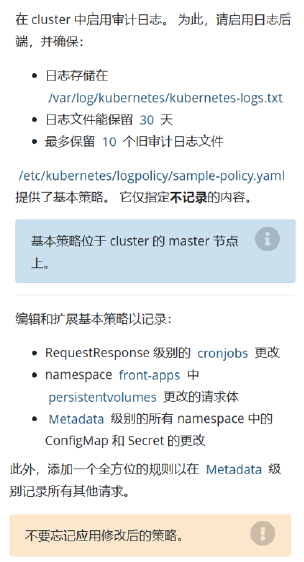 在 cluster 中启用审计日志。 为此，请启用日志后
端，并确保：
• 日志存储在
/var/log/kubernetes/kubernetes-logs.txt
• 日志文件能保留 30 天
• 最多保留 10 个旧审计日志文件
/etc/kubernetes/logpolicy/sample-policy.yaml
提供了基本策略。 它仅指定不记录的内容。
基本策略位于 cluster 的 master 节点
上。
编辑和扩展基本策略以记录：
• RequestResponse 级别的 cronjobs 更改
• namespace front-apps 中
persistentvolumes 更改的请求体
• Metadata 级别的所有 namespace 中的
ConfigMap 和 Secret 的更改
此外，添加一个全方位的规则以在 Metadata 级
别记录所有其他请求。
不要忘记应用修改后的策略。